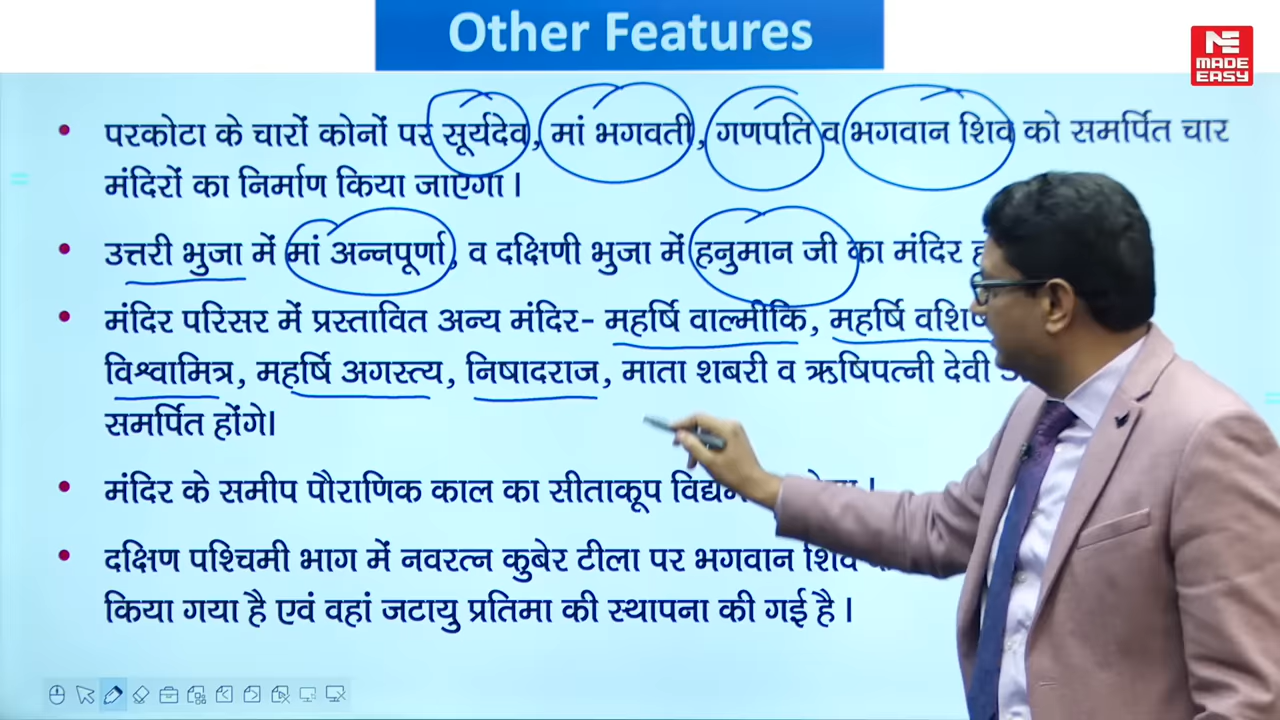 Other Features
MADE EASY
परकोटा के चारों कोनों पर सूर्यदेव, मां भगवती, गणपति व भगवान शिव को समर्पित चार
मंदिरों का निर्माण किया जाएगा।
उत्तरी भुजा में मां अन्नपूर्णा, व दक्षिणी भुजा में हनुमान जी का मंदिर
मंदिर परिसर में प्रस्तावित अन्य मंदिर- महर्षि वाल्मीकि, महर्षि
विश्वामित्र, महर्षि अगस्त्य, निषादराज, माता शबरी व ऋषिपत्नी देवी
समर्पित होंगे।
मंदिर के समीप पौराणिक काल का सीताकूप
दक्षिण पश्चिमी भाग में नवरत्न कुबेर टीला पर भगवान शिव
किया गया है एवं वहां जटायु प्रतिमा की स्थापना की गई है।